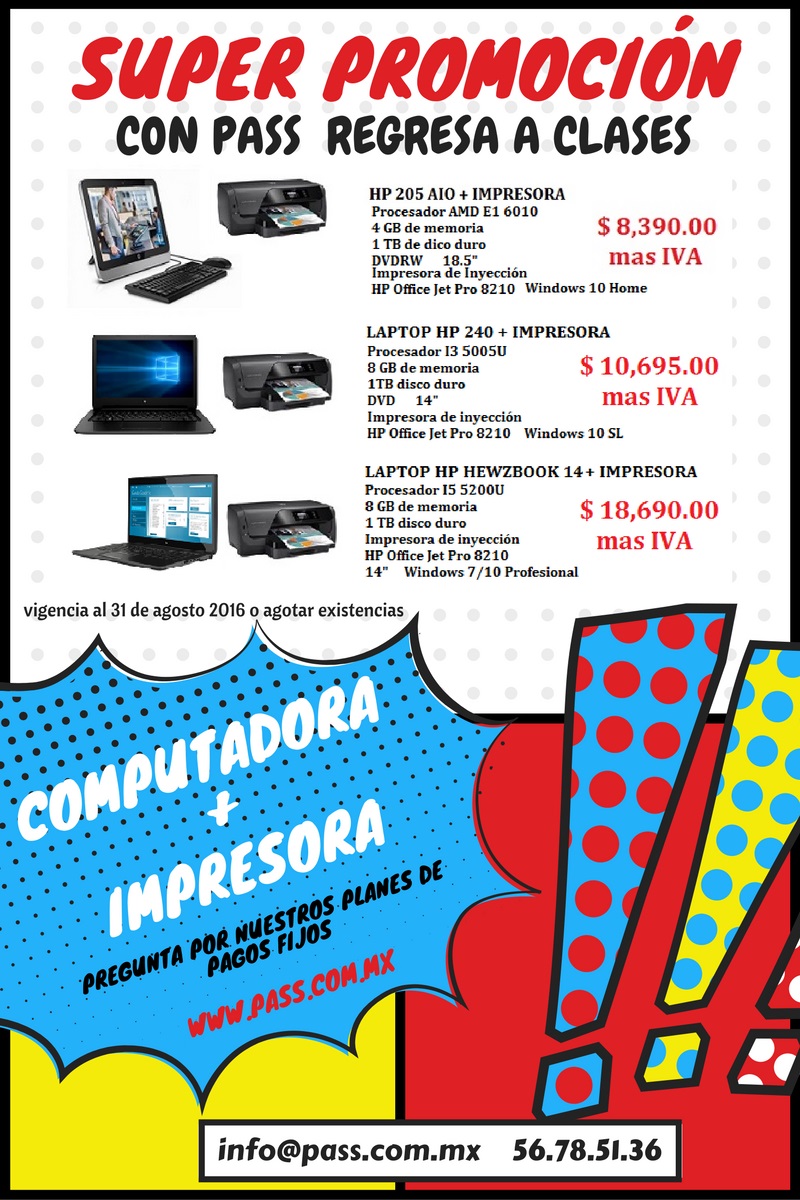 SUPER PROMOCIÓN
CON PASS REGRESA A CLASES
HP 205 AIO + IMPRESORA
Procesador AMD E1 6010
4 GB de memoria
1 TB de dico duro
DVDRW 18.5"
Impresora de Inyección
HP Office Jet Pro 8210 Windows 10 Home
$ 8,390.00
mas IVA
LAPTOP HP 240 + IMPRESORA
Procesador I3 5005U
8 GB de memoria
1TB disco duro
DVD 14"
Impresora de inyección
HP Office Jet Pro 8210 Windows 10 SL
$ 10,695.00
mas IVA
LAPTOP HP HEWZBOOK 14 + IMPRESORA
Procesador I5 5200U
8 GB de memoria
1 TB disco duro
Impresora de inyección
HP Office Jet Pro 8210
14" Windows 7/10 Profesional
$ 18,690.00
mas IVA
vigencia al 31 de agosto 2016 o agotar existencias
COMPUTADORA
+
IMPRESORA
PREGUNTA POR NUESTROS PLANES DE
PAGOS FIJOS
WWW.PASS.COM.MX
info@pass.com.mx 56.78.51.36